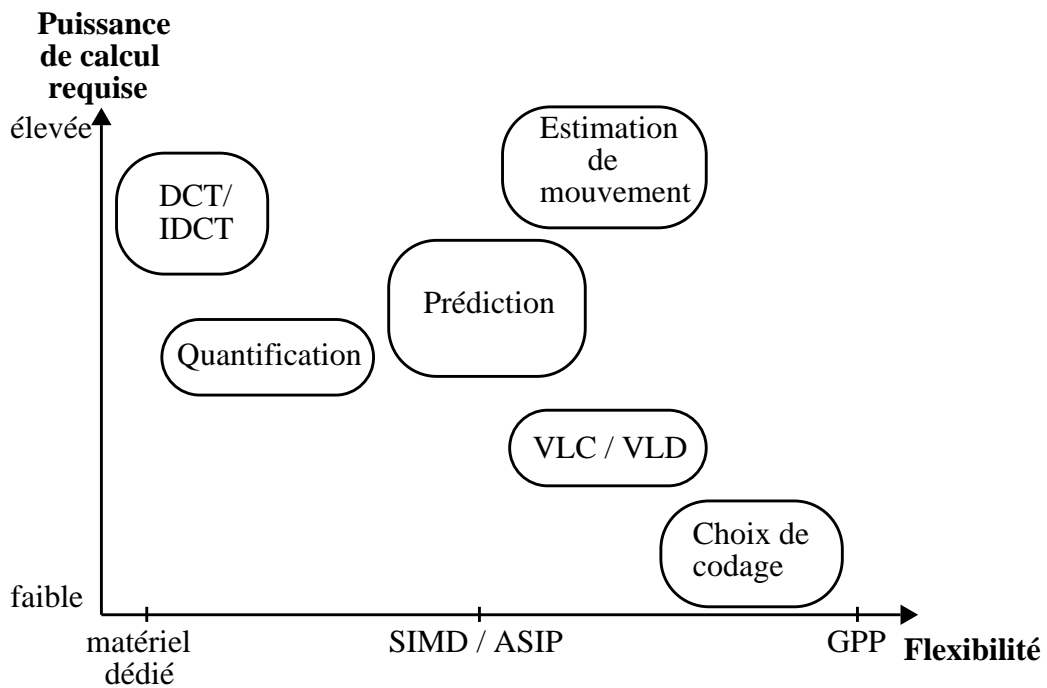 Puissance
de calcul
requise
élevée
Estimation
de
mouvement
DCT/
IDCT
Prédiction
Quantification
VLC / VLD
Choix de
codage
faible
matériel
dédié
SIMD / ASIP
GPP
Flexibilité